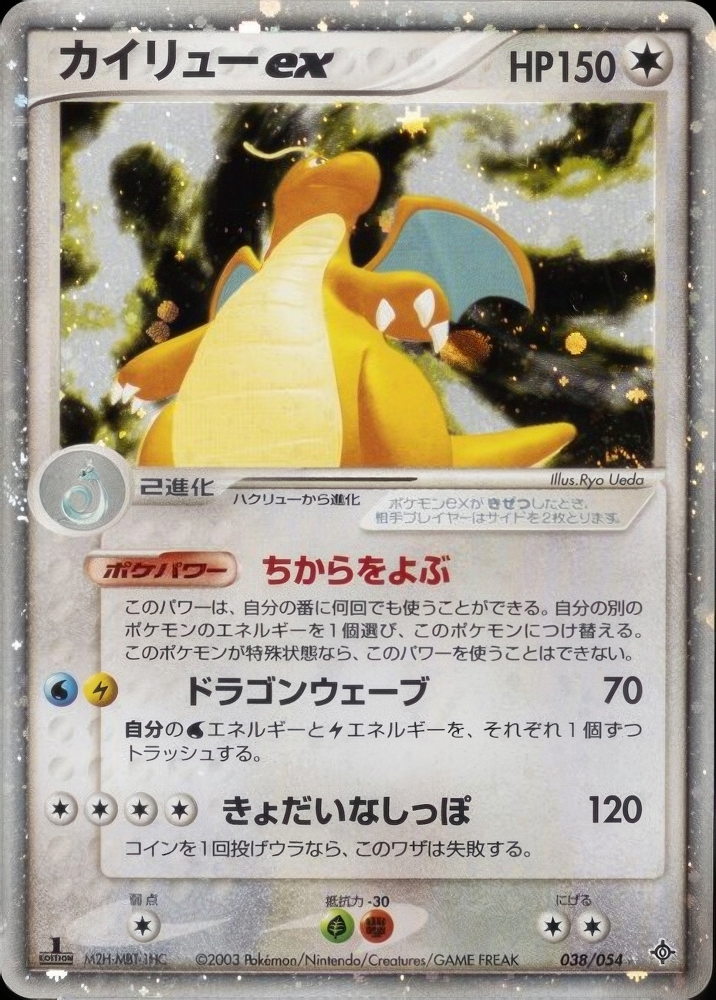 カイリューex HP150
Illus.Ryo Ueda
2進化 ハクリューから進化
ポケモンexがきぜつしたとき、
相手プレイヤーはサイドを2枚とります。
ポケパワー ちからをよぶ
このパワーは、自分の番に何回でも使うことができる。自分の別の
ポケモンのエネルギーを1個選び、このポケモンにつけ替える。
このポケモンが特殊状態なら、このパワーを使うことはできない。
ドラゴンウェーブ 70
自分のエネルギーとエネルギーを、それぞれ1個ずつ
トラッシュする。
きょだいなしっぽ 120
コインを1回投げウラなら、このワザは失敗する。
弱点 抵抗力 -30 にげる
1 EDITION M2H-MBT-1HC ©2003 Pokémon/Nintendo/Creatures/GAME FREAK 038/054